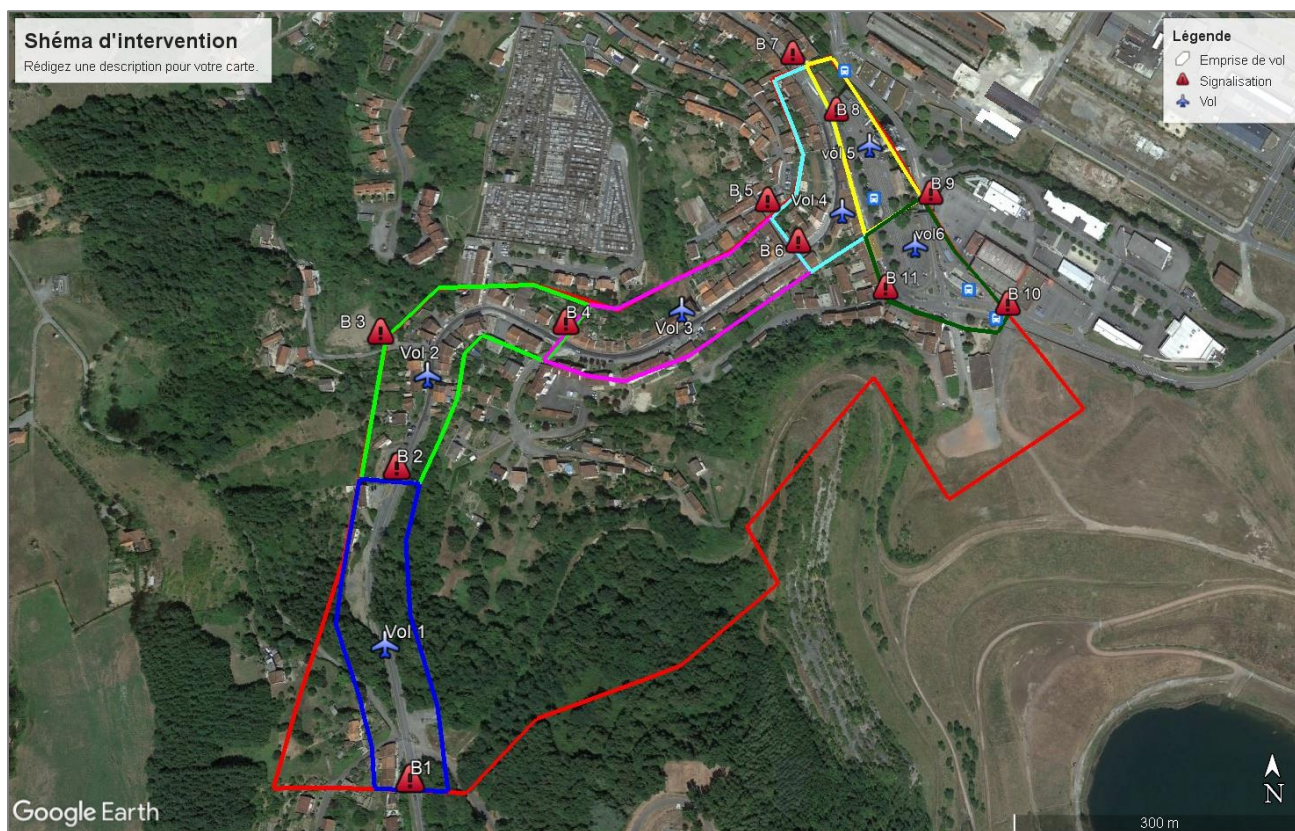 Shéma d'intervention
Rédigez une description pour votre carte.
Légende
Emprise de vol
Signalisation
Vol
B 7
B 8
vol 5
B 5
Vol 4
B 9
B 6
vol6
B 11
B 10
B 3
B 4
Vol 3
Vol 2
B 2
Vol 1
B1
Google Earth
N
300 m